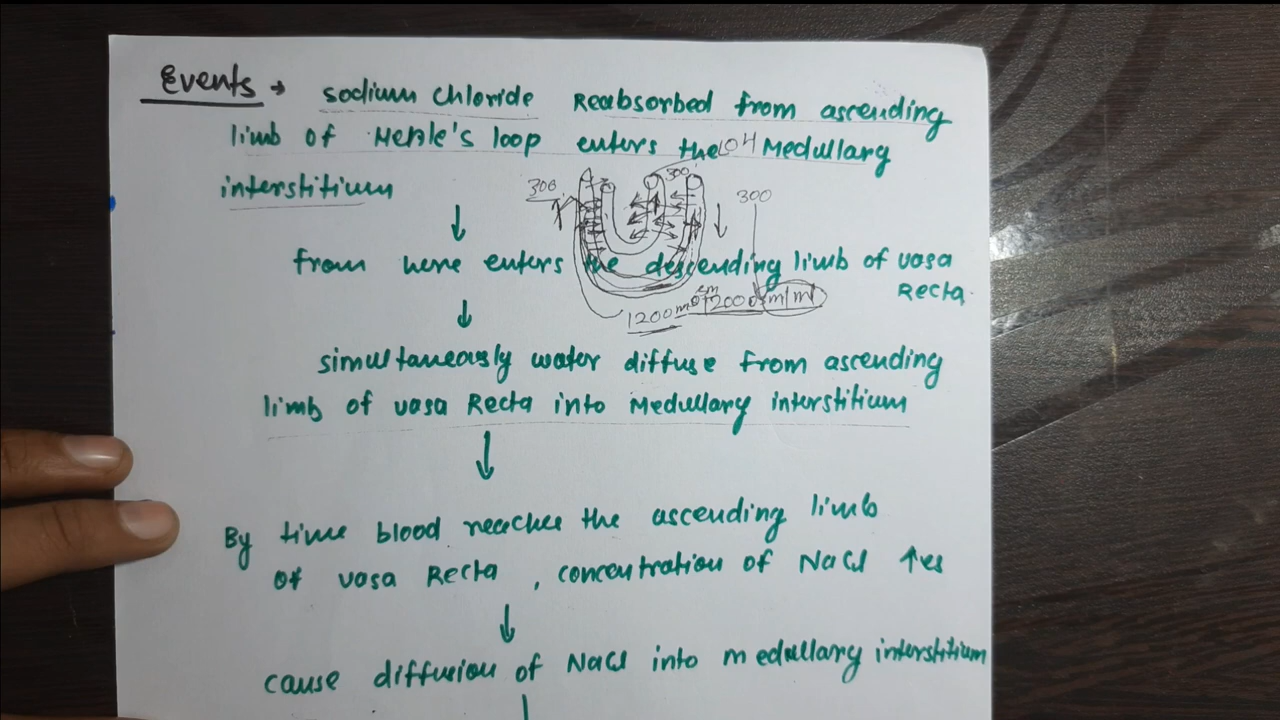 Events →  sodium chloride Reabsorbed from ascending
limb of Henle's loop enters the Medullary
interstitium
300
300
300
↓
from here enters the descending limb of vasa
Recta
1200
↓
simultaneously water diffuse from ascending
limb of vasa Recta into Medullary interstitium
↓
By time blood reaches the ascending limb
of vasa Recta , concentration of NaCl ↑es
↓
cause diffusion of NaCl into medullary interstitium